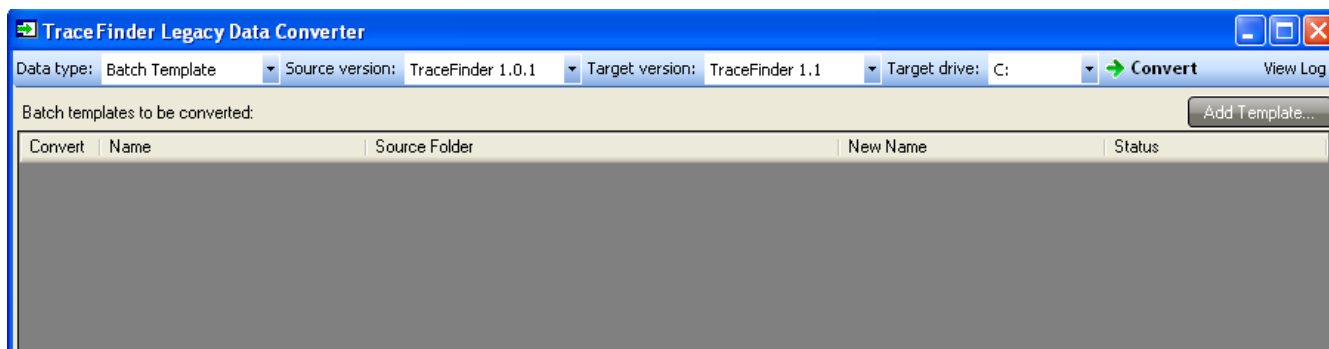 TraceFinder Legacy Data Converter
Data type: Batch Template Source version: TraceFinder 1.0.1 Target version: TraceFinder 1.1 Target drive: C: Convert View Log
Batch templates to be converted: Add Template...
Convert Name Source Folder New Name Status